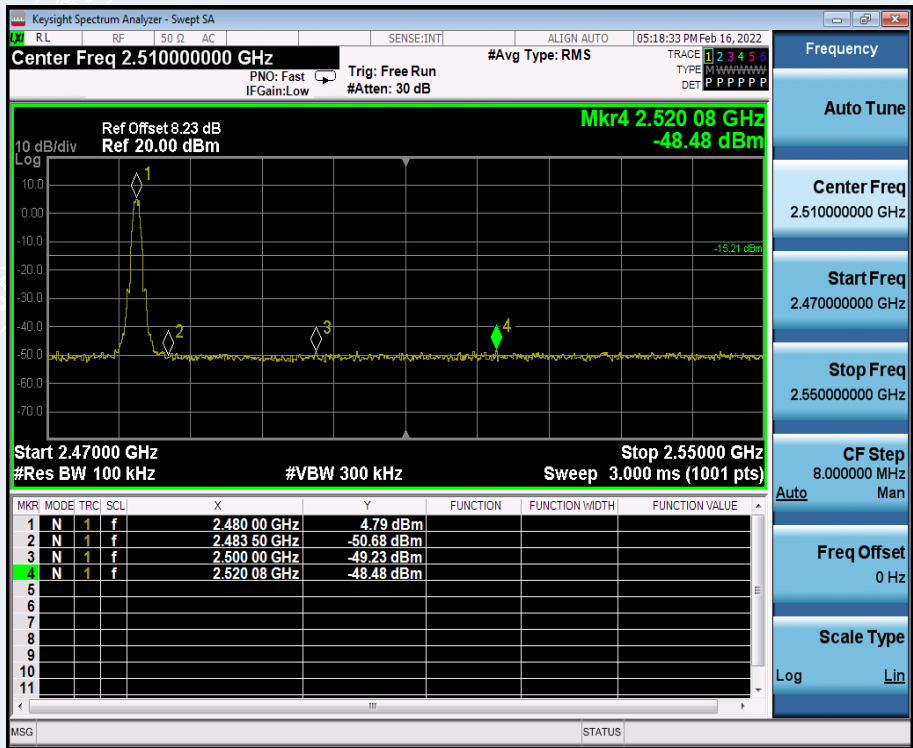 Keysight Spectrum Analyzer - Swept SA
LXI RL RF 50 Ω AC SENSE:INT ALIGN AUTO 05:18:33 PM Feb 16, 2022
Center Freq 2.510000000 GHz
#Avg Type: RMS
TRACE 1 2 3 4 5 6
PNO: Fast
Trig: Free Run
TYPE M WWWWW
IFGain:Low
#Atten: 30 dB
DET P P P P P P
Mkr4 2.520 08 GHz
-48.48 dBm
Ref Offset 8.23 dB
10 dB/div Ref 20.00 dBm
Log
10.0
0.00
-10.0
-20.0
-30.0
-40.0
-50.0
-60.0
-70.0
1
2
3
4
-15.21 dBm
Start 2.47000 GHz Stop 2.55000 GHz
#Res BW 100 kHz #VBW 300 kHz Sweep 3.000 ms (1001 pts)
MKR MODE TRC SCL X Y FUNCTION FUNCTION WIDTH FUNCTION VALUE
1 N 1 f 2.480 00 GHz 4.79 dBm
2 N 1 f 2.483 50 GHz -50.68 dBm
3 N 1 f 2.500 00 GHz -49.23 dBm
4 N 1 f 2.520 08 GHz -48.48 dBm
5
6
7
8
9
10
11
MSG STATUS
Frequency
Auto Tune
Center Freq
2.510000000 GHz
Start Freq
2.470000000 GHz
Stop Freq
2.550000000 GHz
CF Step
8.000000 MHz
Auto Man
Freq Offset
0 Hz
Scale Type
Log Lin